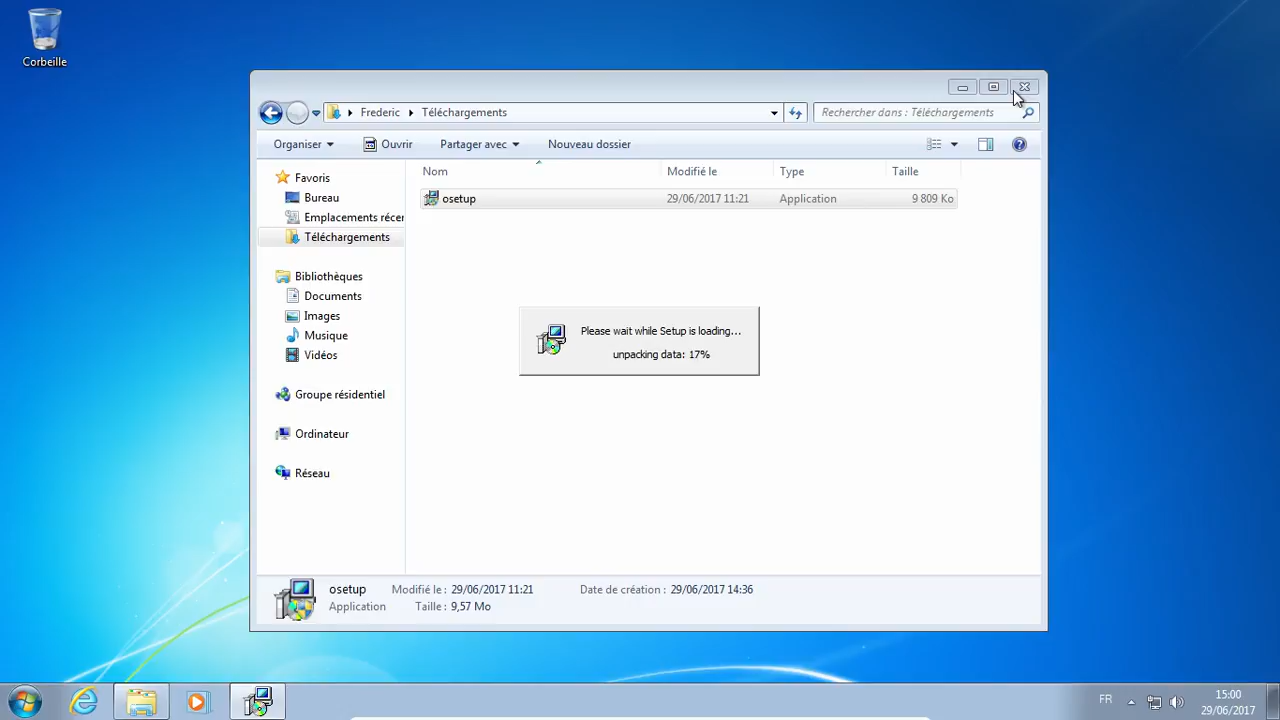 Corbeille
Frederic Téléchargements
Rechercher dans : Téléchargements
Organiser Ouvrir Partager avec Nouveau dossier
Nom Modifié le Type Taille
osetup 29/06/2017 11:21 Application 9 809 Ko
Favoris
Bureau
Emplacements récer
Téléchargements
Bibliothèques
Documents
Images
Musique
Vidéos
Groupe résidentiel
Ordinateur
Réseau
Please wait while Setup is loading...
unpacking data: 17%
osetup Modifié le : 29/06/2017 11:21 Date de création : 29/06/2017 14:36
Application Taille : 9,57 Mo
FR
15:00
29/06/2017